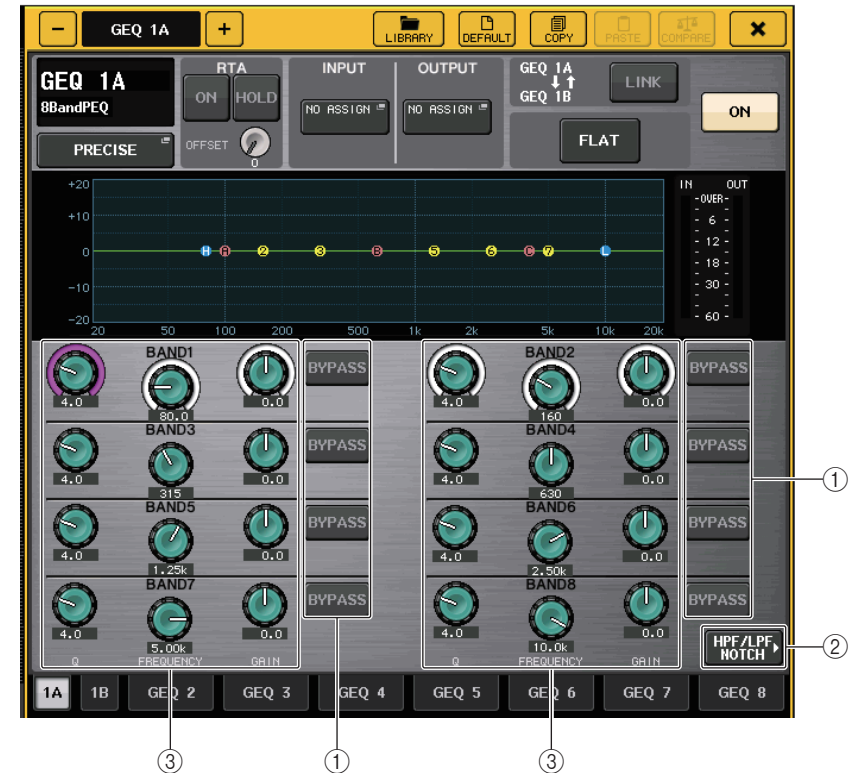 − GEQ 1A + LIBRARY DEFAULT COPY PASTE COMPARE ×
GEQ 1A
8BandPEQ
PRECISE
RTA
ON HOLD
OFFSET
0
INPUT
NO ASSIGN
OUTPUT
NO ASSIGN
GEQ 1A
GEQ 1B
LINK
FLAT
ON
+20
+10
0
-10
-20
H A 2 3 B 5 6 C 7 L
20 50 100 200 500 1k 2k 5k 10k 20k
IN OUT
-OVER-
- 6 -
- 12 -
- 18 -
- 30 -
- 60 -
BAND1
4.0 80.0 0.0
BYPASS
BAND2
4.0 160 0.0
BYPASS
BAND3
4.0 315 0.0
BYPASS
BAND4
4.0 630 0.0
BYPASS
BAND5
4.0 1.25k 0.0
BYPASS
BAND6
4.0 2.50k 0.0
BYPASS
BAND7
4.0 5.00k 0.0
BYPASS
BAND8
4.0 10.0k 0.0
BYPASS
Q FREQUENCY GAIN
Q FREQUENCY GAIN
HPF/LPF
NOTCH
1A 1B GEQ 2 GEQ 3 GEQ 4 GEQ 5 GEQ 6 GEQ 7 GEQ 8
①
②
③ ① ③